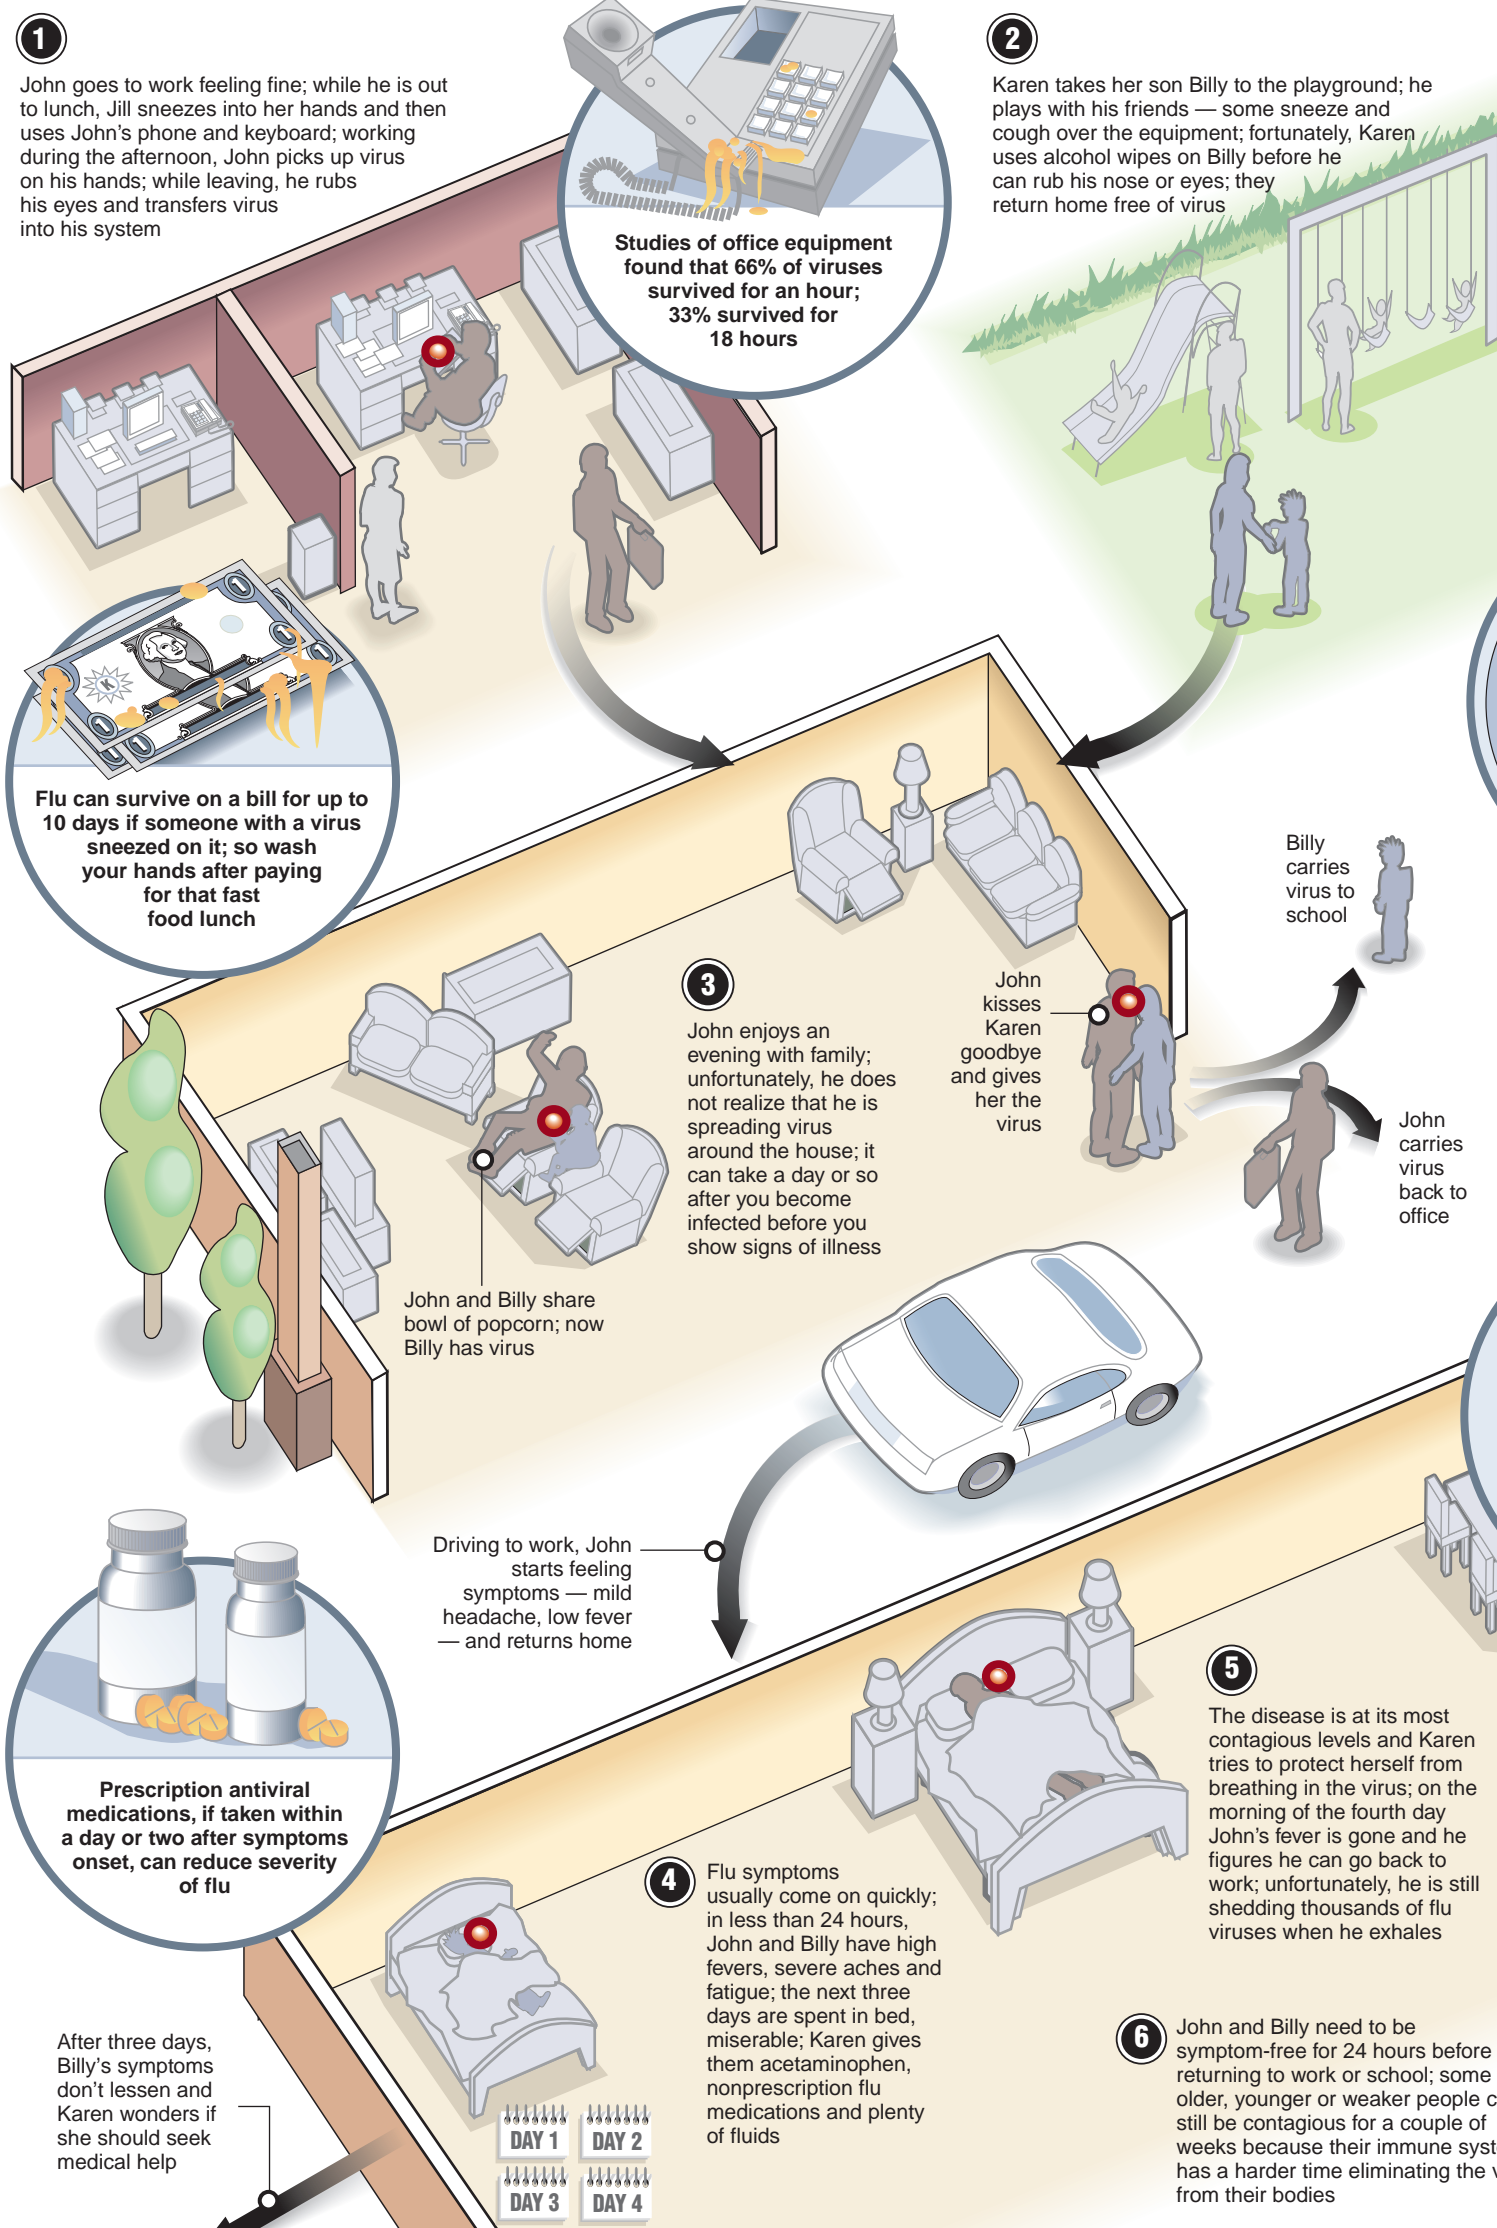 1
John goes to work feeling fine; while he is out
to lunch, Jill sneezes into her hands and then
uses John's phone and keyboard; working
during the afternoon, John picks up virus
on his hands; while leaving, he rubs
his eyes and transfers virus
into his system
Studies of office equipment
found that 66% of viruses
survived for an hour;
33% survived for
18 hours
2
Karen takes her son Billy to the playground; he
plays with his friends — some sneeze and
cough over the equipment; fortunately, Karen
uses alcohol wipes on Billy before he
can rub his nose or eyes; they
return home free of virus
1
1
1
1
1
1
K
Flu can survive on a bill for up to
10 days if someone with a virus
sneezed on it; so wash
your hands after paying
for that fast
food lunch
3
John enjoys an
evening with family;
unfortunately, he does
not realize that he is
spreading virus
around the house; it
can take a day or so
after you become
infected before you
show signs of illness
John and Billy share
bowl of popcorn; now
Billy has virus
John
kisses
Karen
goodbye
and gives
her the
virus
Billy
carries
virus to
school
John
carries
virus
back to
office
Driving to work, John
starts feeling
symptoms — mild
headache, low fever
— and returns home
Prescription antiviral
medications, if taken within
a day or two after symptoms
onset, can reduce severity
of flu
4
Flu symptoms
usually come on quickly;
in less than 24 hours,
John and Billy have high
fevers, severe aches and
fatigue; the next three
days are spent in bed,
miserable; Karen gives
them acetaminophen,
nonprescription flu
medications and plenty
of fluids
DAY 1
DAY 2
DAY 3
DAY 4
After three days,
Billy's symptoms
don't lessen and
Karen wonders if
she should seek
medical help
5
The disease is at its most
contagious levels and Karen
tries to protect herself from
breathing in the virus; on the
morning of the fourth day
John's fever is gone and he
figures he can go back to
work; unfortunately, he is still
shedding thousands of flu
viruses when he exhales
6
John and Billy need to be
symptom-free for 24 hours before
returning to work or school; some
older, younger or weaker people
still be contagious for a couple of
weeks because their immune
has a harder time eliminating the
from their bodies